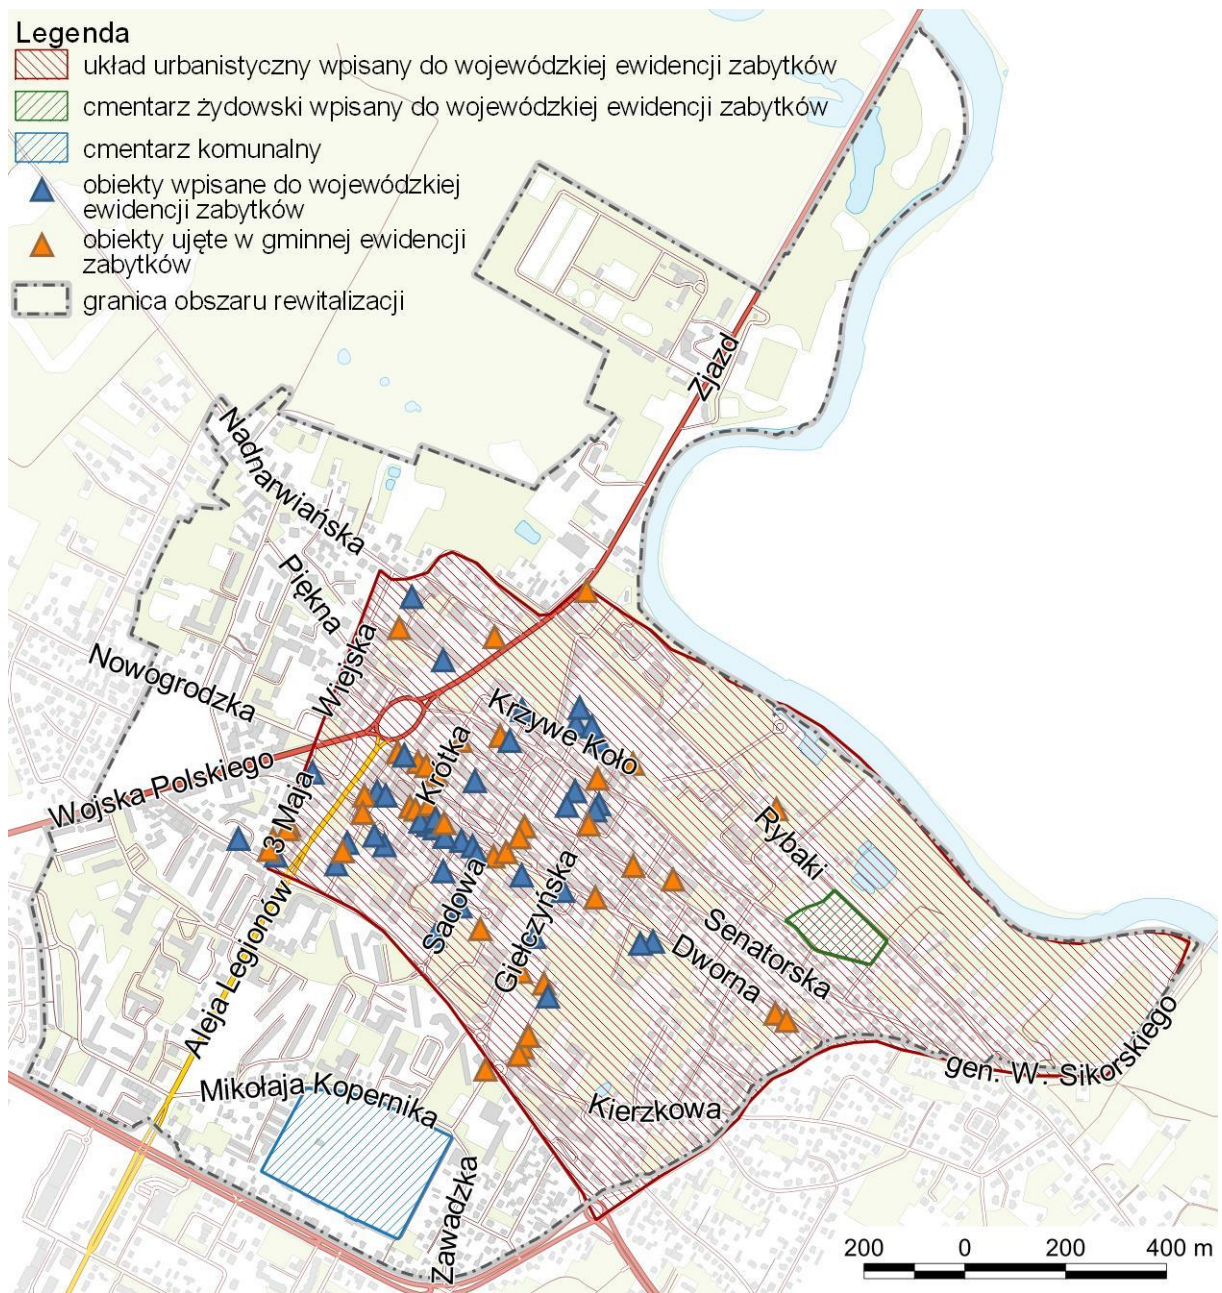 Legenda
układ urbanistyczny wpisany do wojewódzkiej ewidencji zabytków
cmentarz żydowski wpisany do wojewódzkiej ewidencji zabytków
cmentarz komunalny
obiekty wpisane do wojewódzkiej
ewidencji zabytków
obiekty ujęte w gminnej ewidencji
zabytków
granica obszaru rewitalizacji
Zjazd
Nadnarwiańska
Piękna
Wiejska
Nowogrodzka
Krzywe Koło
Krótka
Wojska Polskiego
3 Maja
Rybaki
Sadowa
Giełczyńska
Senatorska
Dworna
Aleja Legionów
gen. W. Sikorskiego
Mikołaja Kopernika
Kierzkowa
Zawadzka
200 0 200 400 m